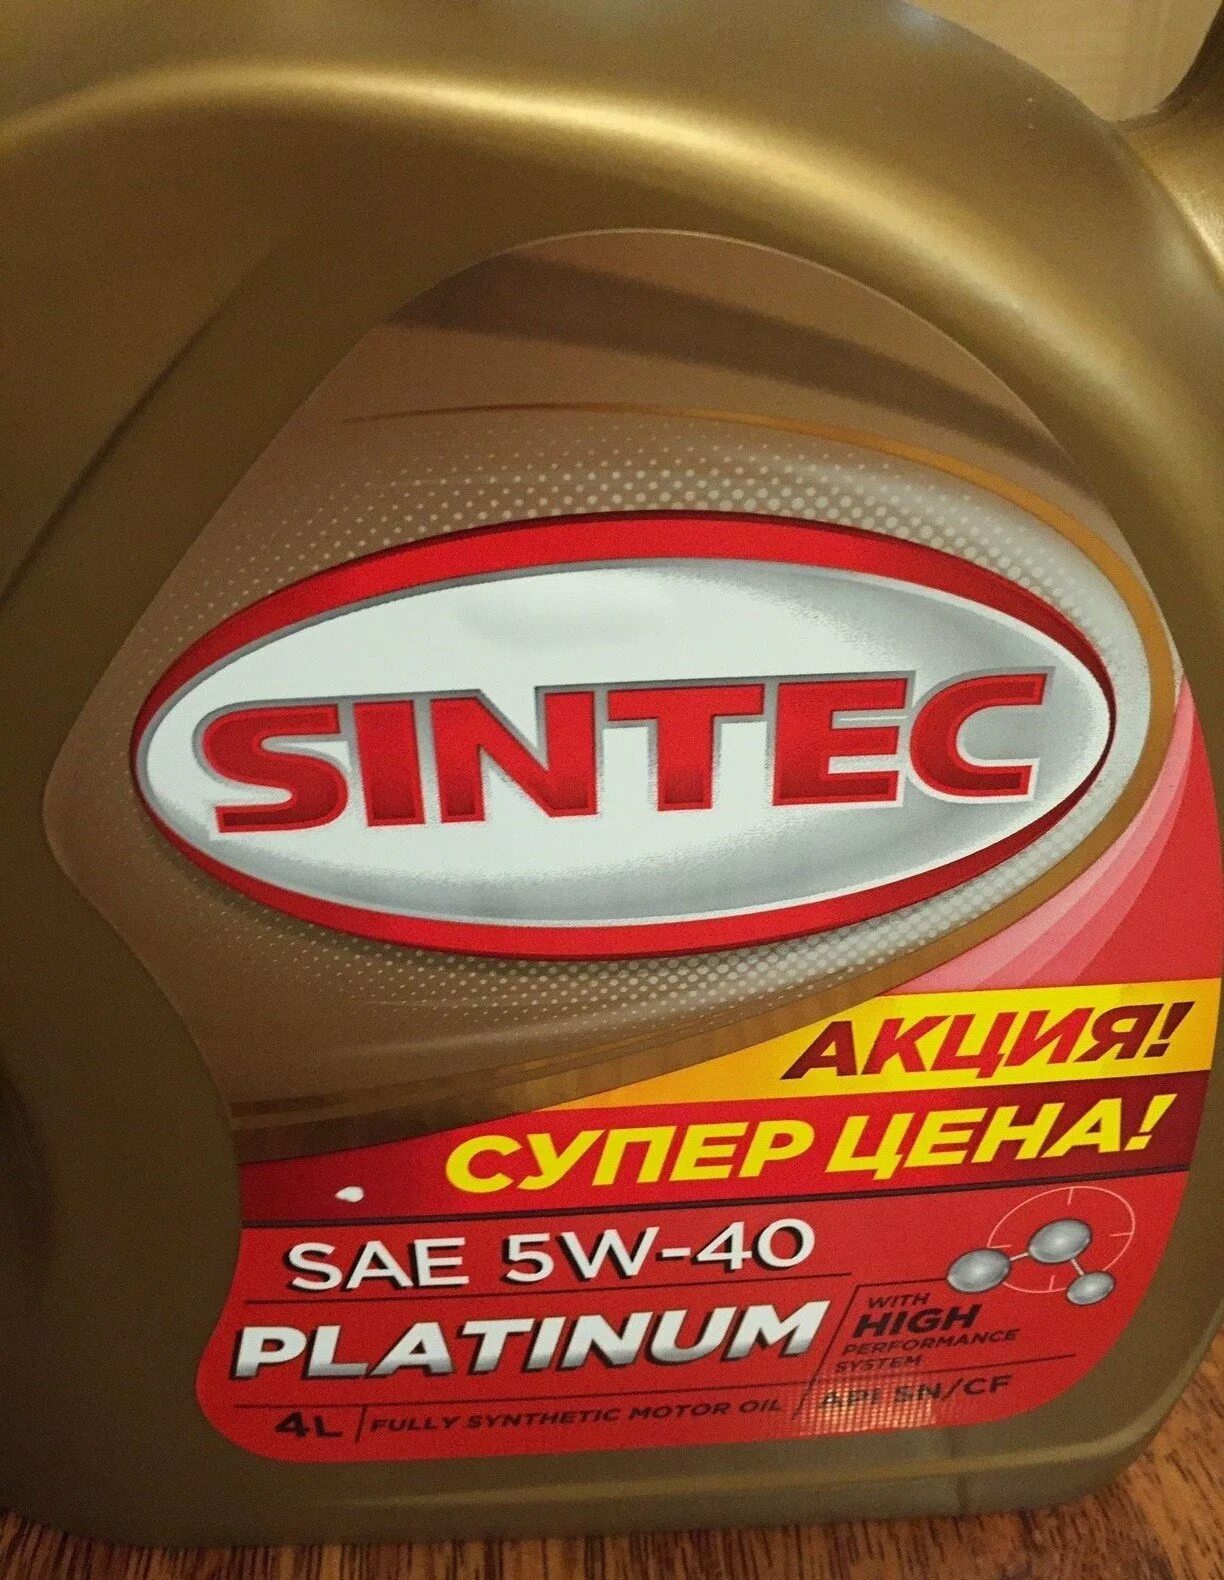 SINTEC
АКЦИЯ!
СУПЕР ЦЕНА!
SAE 5W-40
PLATINUM
WITH
HIGH
PERFORMANCE
SYSTEM
4L FULLY SYNTHETIC MOTOR OIL API SN/CF